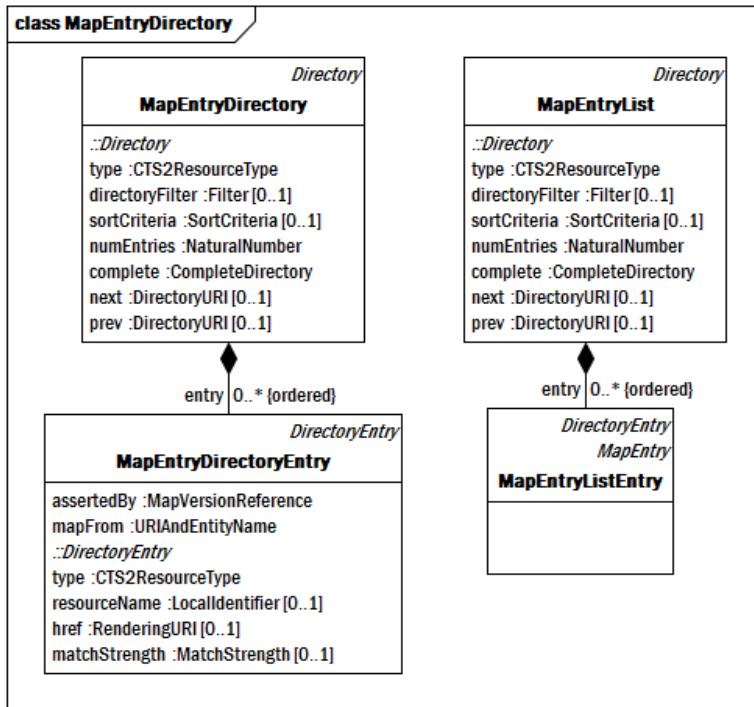 class MapEntryDirectory
Directory
MapEntryDirectory
::Directory
type :CTS2ResourceType
directoryFilter :Filter [0..1]
sortCriteria :SortCriteria [0..1]
numEntries :NaturalNumber
complete :CompleteDirectory
next :DirectoryURI [0..1]
prev :DirectoryURI [0..1]
entry 0..* {ordered}
DirectoryEntry
MapEntryDirectoryEntry
assertedBy :MapVersionReference
mapFrom :URIAndEntityName
::DirectoryEntry
type :CTS2ResourceType
resourceName :LocalIdentifier [0..1]
href :RenderingURI [0..1]
matchStrength :MatchStrength [0..1]
Directory
MapEntryList
::Directory
type :CTS2ResourceType
directoryFilter :Filter [0..1]
sortCriteria :SortCriteria [0..1]
numEntries :NaturalNumber
complete :CompleteDirectory
next :DirectoryURI [0..1]
prev :DirectoryURI [0..1]
entry 0..* {ordered}
DirectoryEntry
MapEntry
MapEntryListEntry